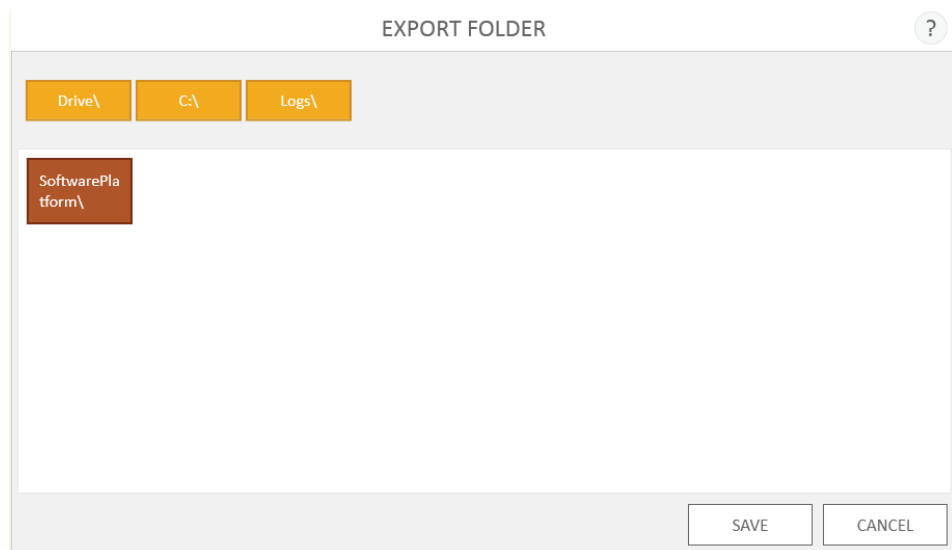 EXPORT FOLDER
?
Drive\ C:\ Logs\
SoftwarePla
tform\
SAVE CANCEL